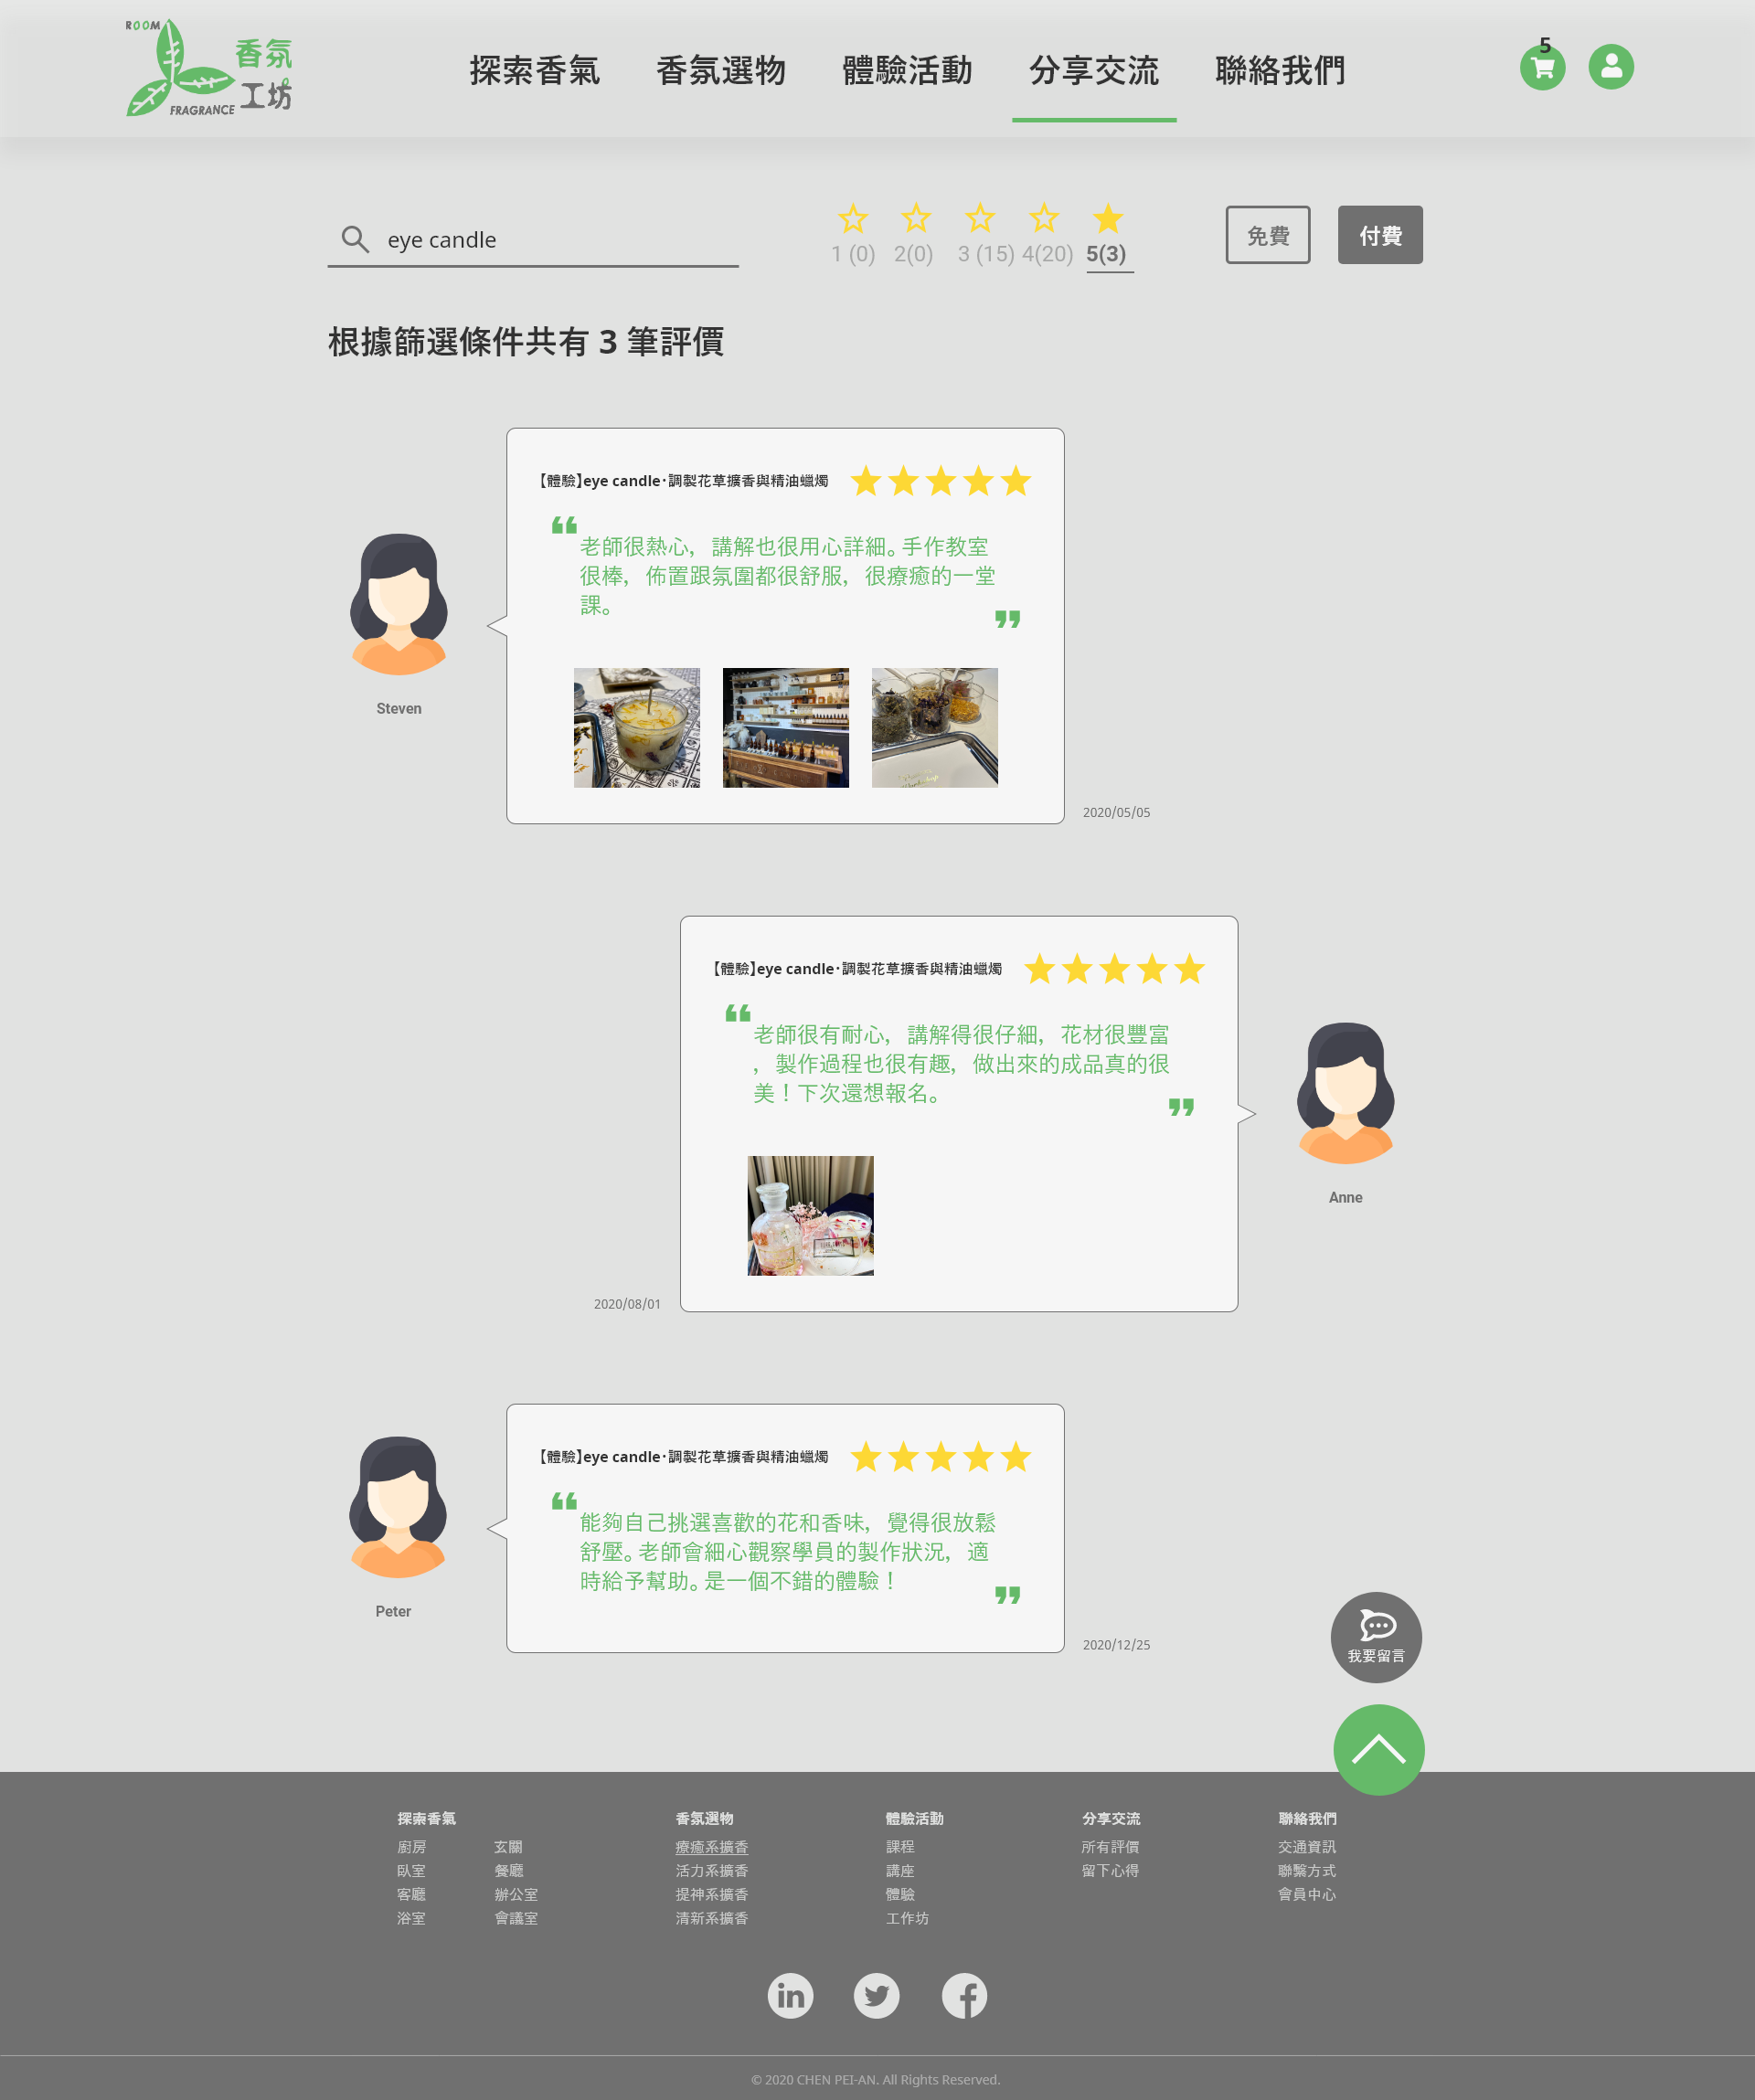 ROOM
香氛
工坊
FRAGRANCE
探索香氣
香氛選物
體驗活動
分享交流
聯絡我們
5
eye candle
1 (0)
2(0)
3 (15)
4(20)
5(3)
免費
付費
根據篩選條件共有 3 筆評價
【體驗】eye candle·調製花草擴香與精油蠟燭
老師很熱心，講解也很用心詳細。手作教室
很棒，佈置跟氛圍都很舒服，很療癒的一堂
課。
Steven
2020/05/05
【體驗】eye candle·調製花草擴香與精油蠟燭
老師很有耐心，講解得很仔細，花材很豐富
，製作過程也很有趣，做出來的成品真的很
美！下次還想報名。
Anne
2020/08/01
【體驗】eye candle·調製花草擴香與精油蠟燭
能夠自己挑選喜歡的花和香味，覺得很放鬆
舒壓。老師會細心觀察學員的製作狀況，適
時給予幫助。是一個不錯的體驗！
Peter
2020/12/25
我要留言
探索香氣
廚房
玄關
臥室
餐廳
客廳
辦公室
浴室
會議室
香氛選物
療癒系擴香
活力系擴香
提神系擴香
清新系擴香
體驗活動
課程
講座
體驗
工作坊
分享交流
所有評價
留下心得
聯絡我們
交通資訊
聯繫方式
會員中心
© 2020 CHEN PEI-AN. All Rights Reserved.